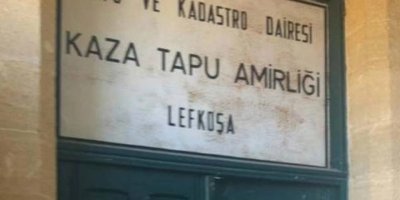 VE KADASTRO DAİRESİ
KAZA TAPU AMİRLİĞİ
LEFKOŞA